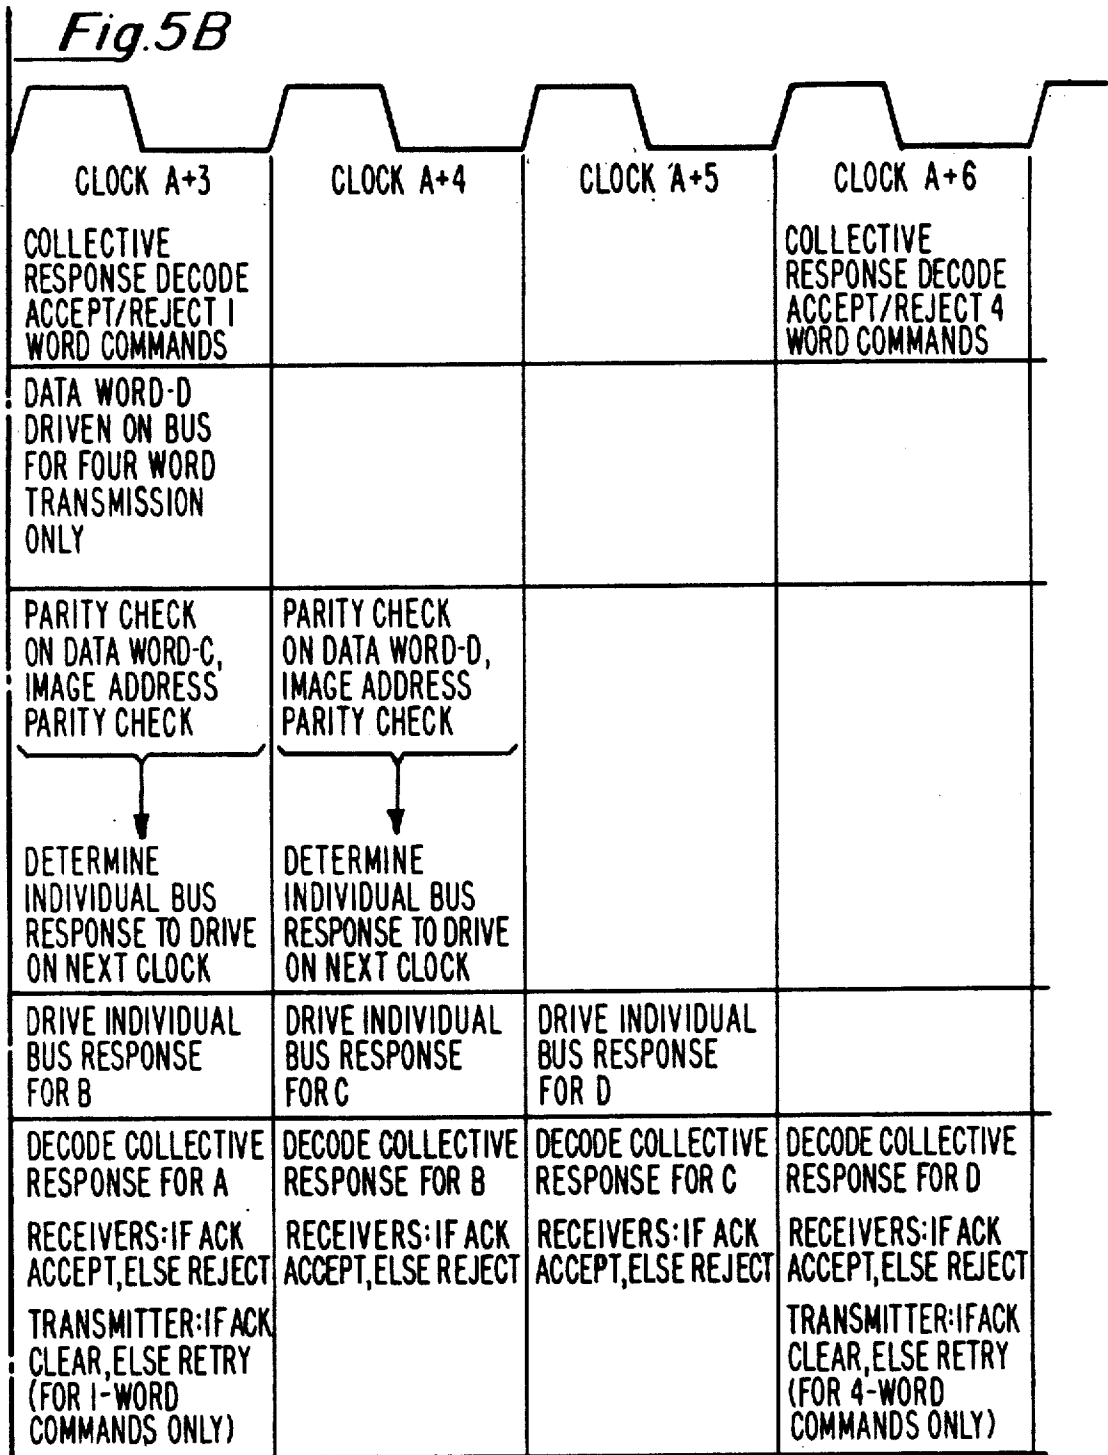 Fig.5B
CLOCK A+3
CLOCK A+4
CLOCK A+5
CLOCK A+6
COLLECTIVE
RESPONSE DECODE
ACCEPT/REJECT 1
WORD COMMANDS
COLLECTIVE
RESPONSE DECODE
ACCEPT/REJECT 4
WORD COMMANDS
DATA WORD-D
DRIVEN ON BUS
FOR FOUR WORD
TRANSMISSION
ONLY
PARITY CHECK
ON DATA WORD-C,
IMAGE ADDRESS
PARITY CHECK
PARITY CHECK
ON DATA WORD-D,
IMAGE ADDRESS
PARITY CHECK
DETERMINE
INDIVIDUAL BUS
RESPONSE TO DRIVE
ON NEXT CLOCK
DETERMINE
INDIVIDUAL BUS
RESPONSE TO DRIVE
ON NEXT CLOCK
DRIVE INDIVIDUAL
BUS RESPONSE
FOR B
DRIVE INDIVIDUAL
BUS RESPONSE
FOR C
DRIVE INDIVIDUAL
BUS RESPONSE
FOR D
DECODE COLLECTIVE
RESPONSE FOR A
RECEIVERS:IF ACK
ACCEPT,ELSE REJECT
TRANSMITTER:IF ACK
CLEAR,ELSE RETRY
(FOR 1-WORD
COMMANDS ONLY)
DECODE COLLECTIVE
RESPONSE FOR B
RECEIVERS:IF ACK
ACCEPT,ELSE REJECT
DECODE COLLECTIVE
RESPONSE FOR C
RECEIVERS:IF ACK
ACCEPT,ELSE REJECT
DECODE COLLECTIVE
RESPONSE FOR D
RECEIVERS:IF ACK
ACCEPT,ELSE REJECT
TRANSMITTER:IF ACK
CLEAR,ELSE RETRY
(FOR 4-WORD
COMMANDS ONLY)